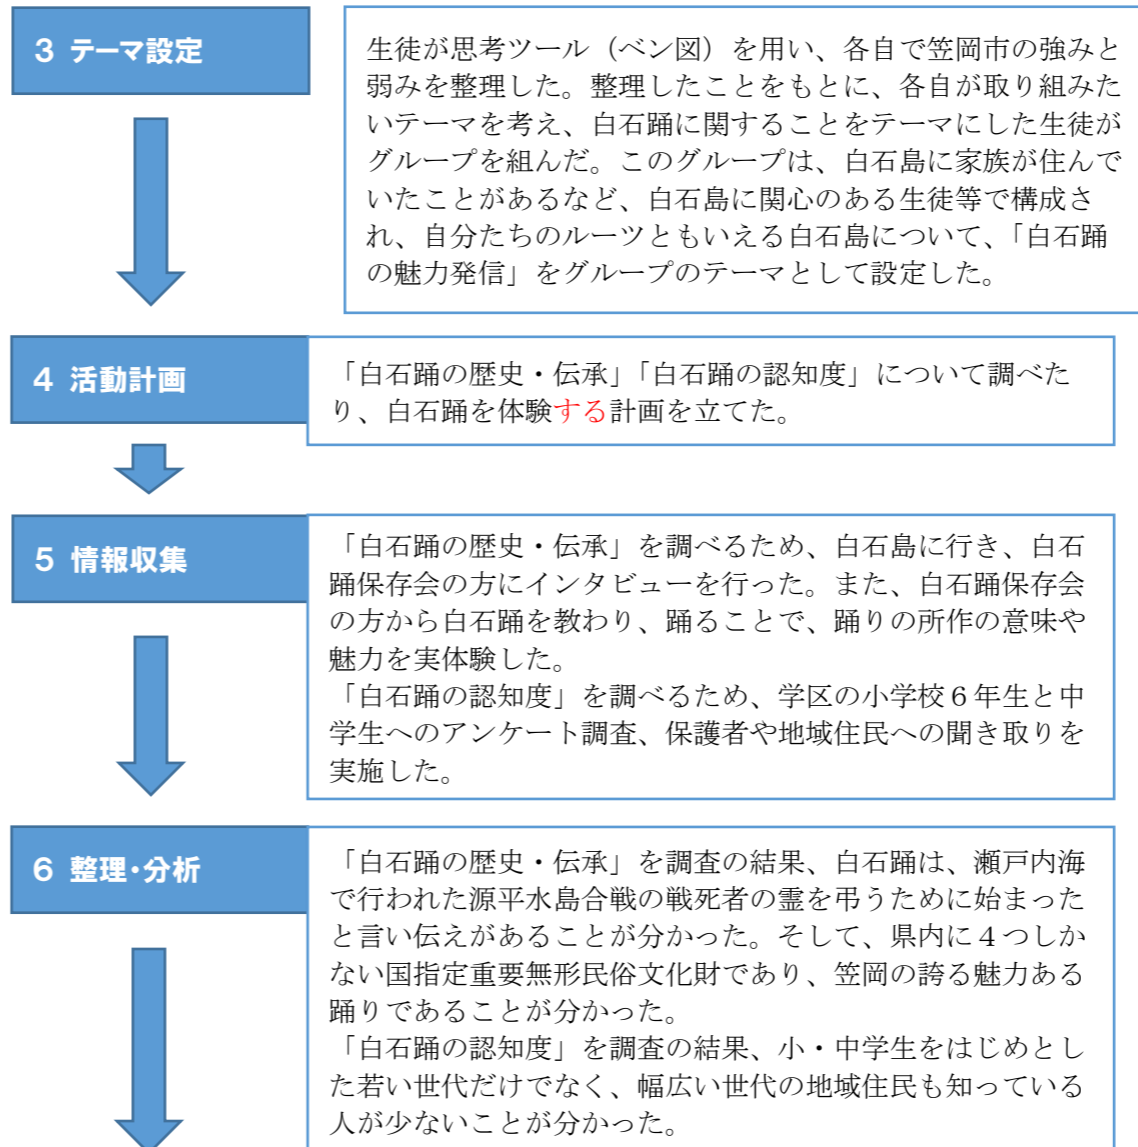 3 テーマ設定
生徒が思考ツール（ベン図）を用い、各自で笠岡市の強みと
弱みを整理した。整理したことをもとに、各自が取り組みた
いテーマを考え、白石踊に関することをテーマにした生徒が
グループを組んだ。このグループは、白石島に家族が住んで
いたことがあるなど、白石島に関心のある生徒等で構成さ
れ、自分たちのルーツともいえる白石島について、「白石踊
の魅力発信」をグループのテーマとして設定した。
4 活動計画
「白石踊の歴史・伝承」「白石踊の認知度」について調べた
り、白石踊を体験する計画を立てた。
5 情報収集
「白石踊の歴史・伝承」を調べるため、白石島に行き、白石
踊保存会の方にインタビューを行った。また、白石踊保存会
の方から白石踊を教わり、踊ることで、踊りの所作の意味や
魅力を実体験した。
「白石踊の認知度」を調べるため、学区の小学校６年生と中
学生へのアンケート調査、保護者や地域住民への聞き取りを
実施した。
6 整理・分析
「白石踊の歴史・伝承」を調査の結果、白石踊は、瀬戸内海
で行われた源平水島合戦の戦死者の霊を弔うために始まった
と言い伝えがあることが分かった。そして、県内に４つしか
ない国指定重要無形民俗文化財であり、笠岡の誇る魅力ある
踊りであることが分かった。
「白石踊の認知度」を調査の結果、小・中学生をはじめとし
た若い世代だけでなく、幅広い世代の地域住民も知っている
人が少ないことが分かった。